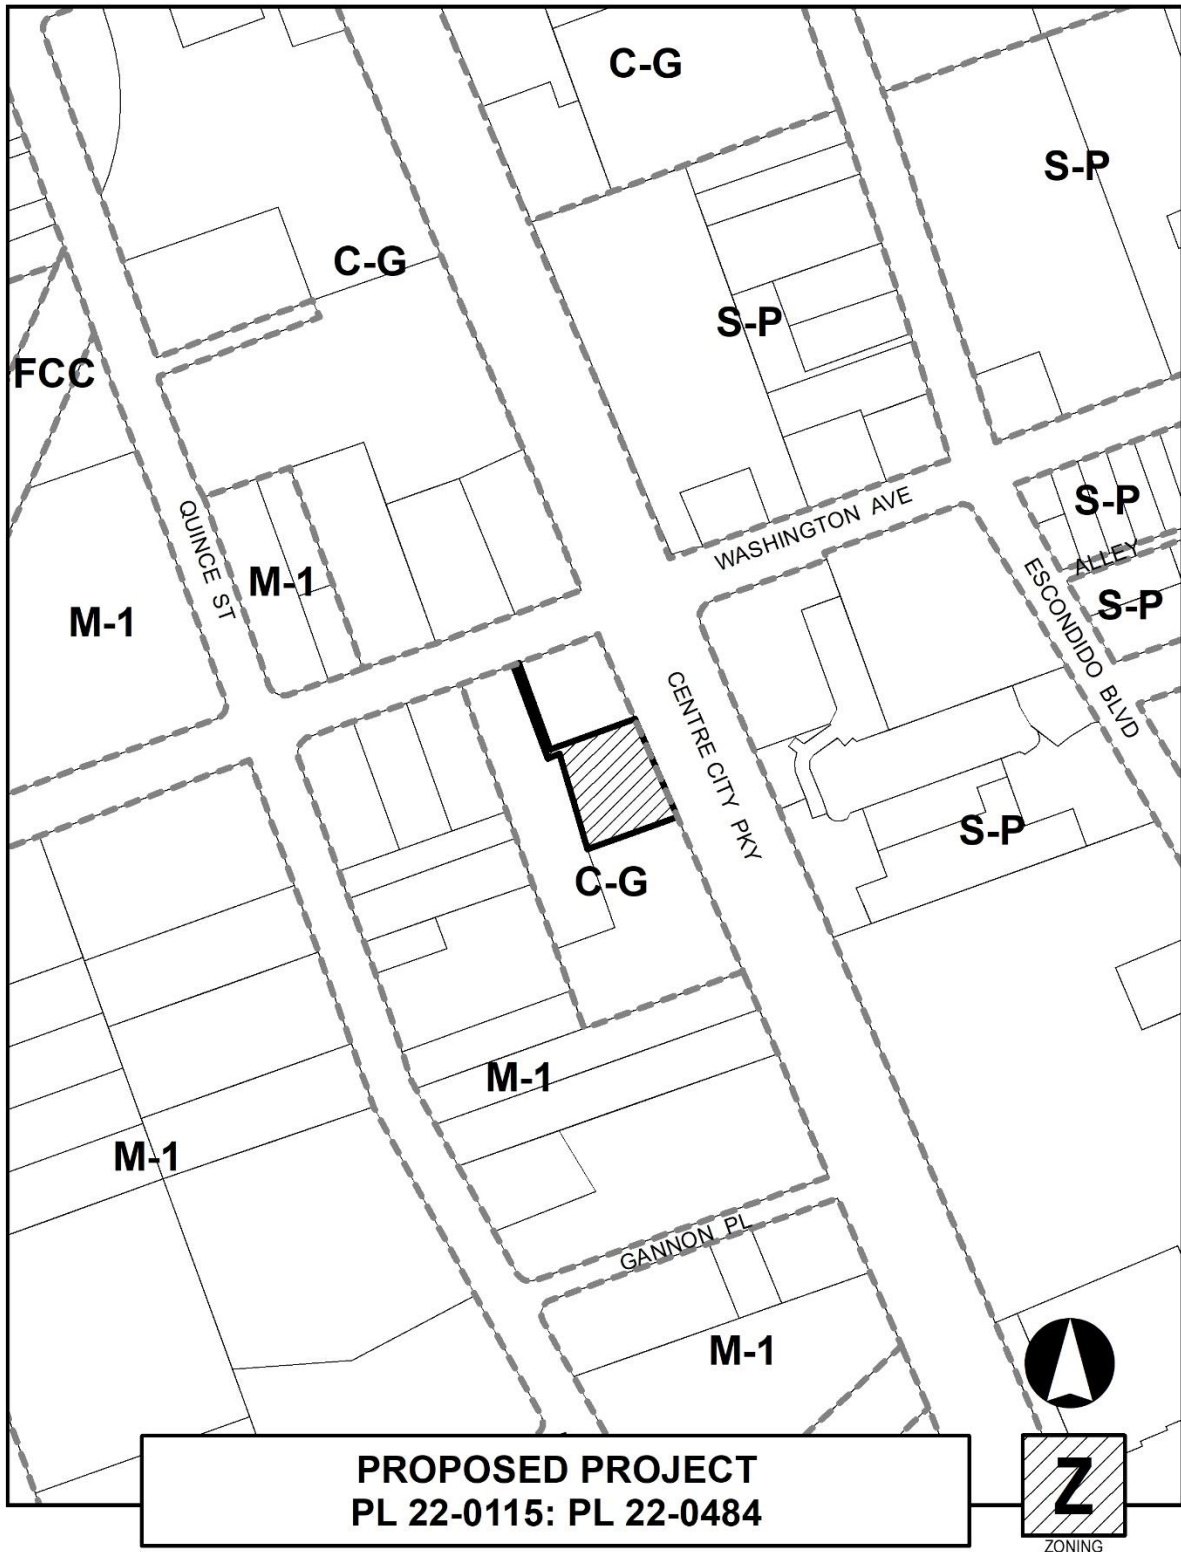 C-G
S-P
C-G
S-P
FCC
S-P
QUINCE ST
WASHINGTON AVE
ALLEY
M-1
M-1
S-P
ESCONDIDO BLVD
CENTRE CITY PKY
S-P
C-G
M-1
M-1
GANNON PL
M-1
PROPOSED PROJECT
PL 22-0115: PL 22-0484
Z
ZONING